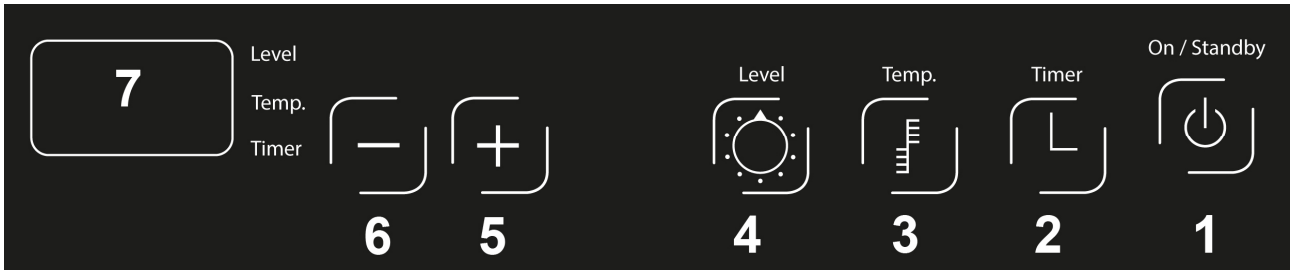 7
Level
Temp.
Timer
Level
Temp.
Timer
On / Standby
6
5
4
3
2
1